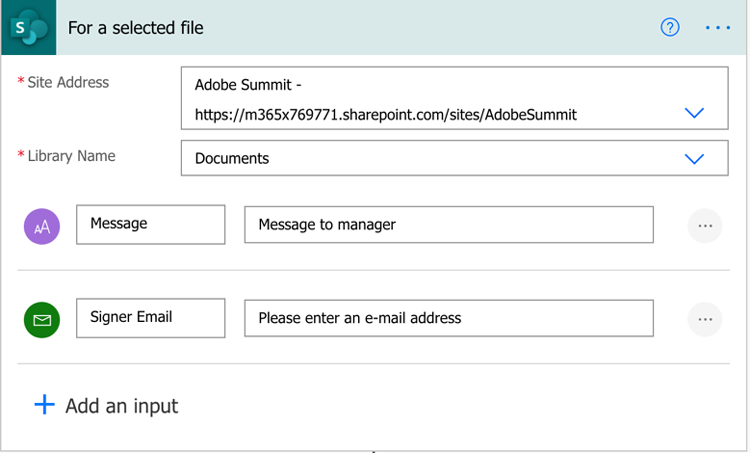 S
For a selected file
?
* Site Address
Adobe Summit -
https://m365x769771.sharepoint.com/sites/AdobeSummit
* Library Name
Documents
AA Message Message to manager
Signer Email Please enter an e-mail address
+ Add an input